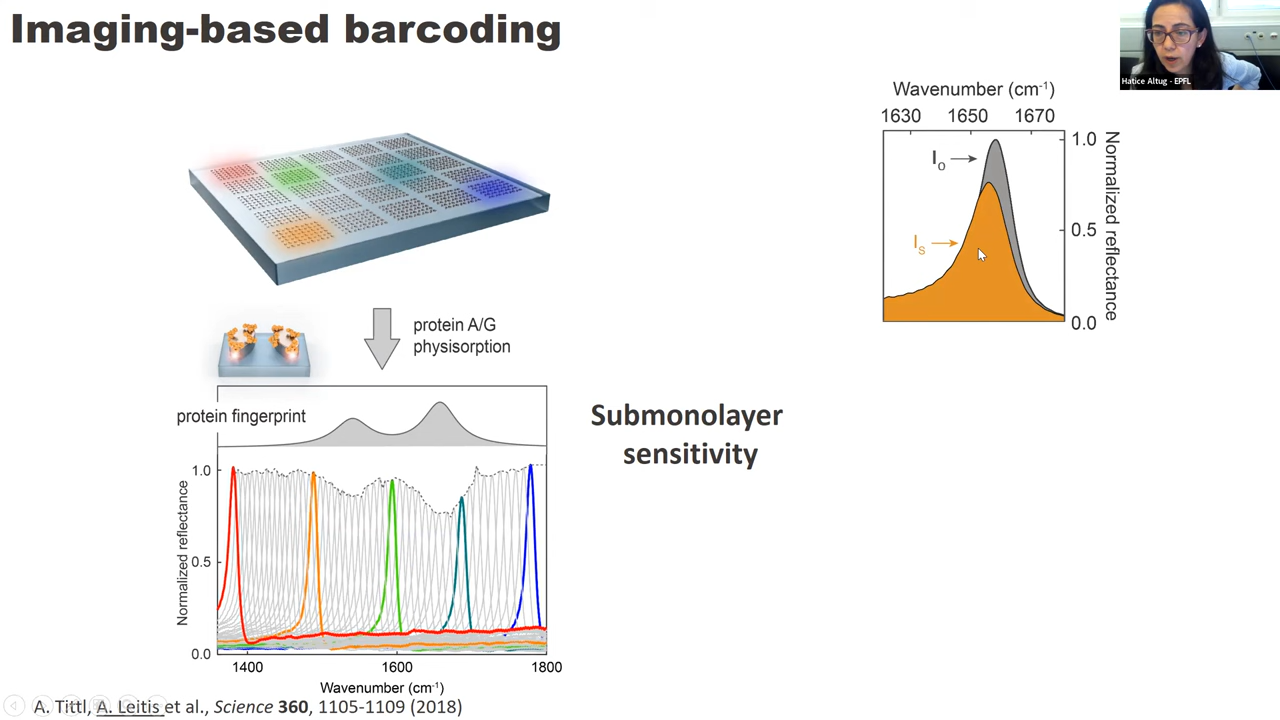 Imaging-based barcoding
Hatice Altug - EPFL
Wavenumber (cm-1)
1630 1650 1670
Io
Is
1.0
0.5
0.0
Normalized reflectance
protein A/G
physisorption
protein fingerprint
Submonolayer
sensitivity
1.0
0.5
0.0
Normalized reflectance
1400 1600 1800
Wavenumber (cm-1)
A. Tittl, A. Leitis et al., Science 360, 1105-1109 (2018)